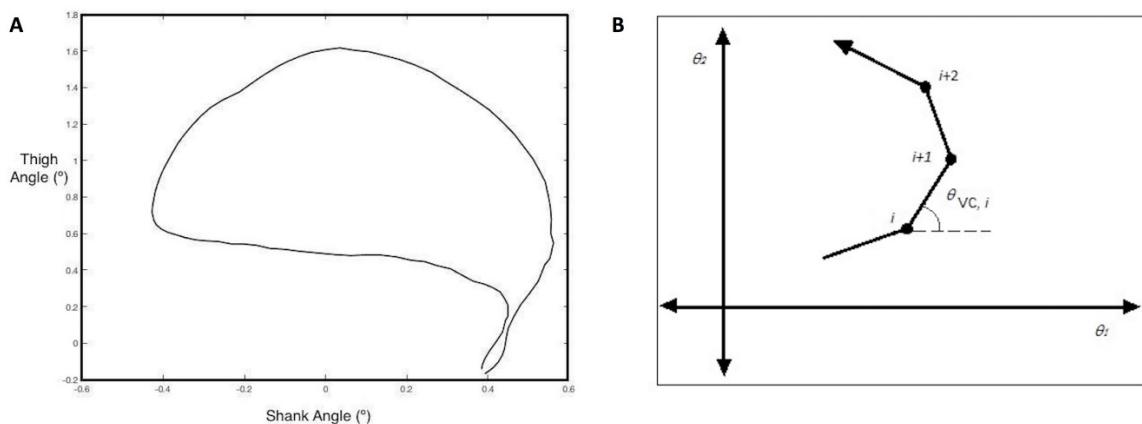 A
1.8
1.6
1.4
1.2
1
0.8
0.6
0.4
0.2
0
-0.2
Thigh
Angle (º)
-0.6
-0.4
-0.2
0
0.2
0.4
0.6
Shank Angle (º)
B
θ2
i+2
i+1
i
θVC, i
θ1